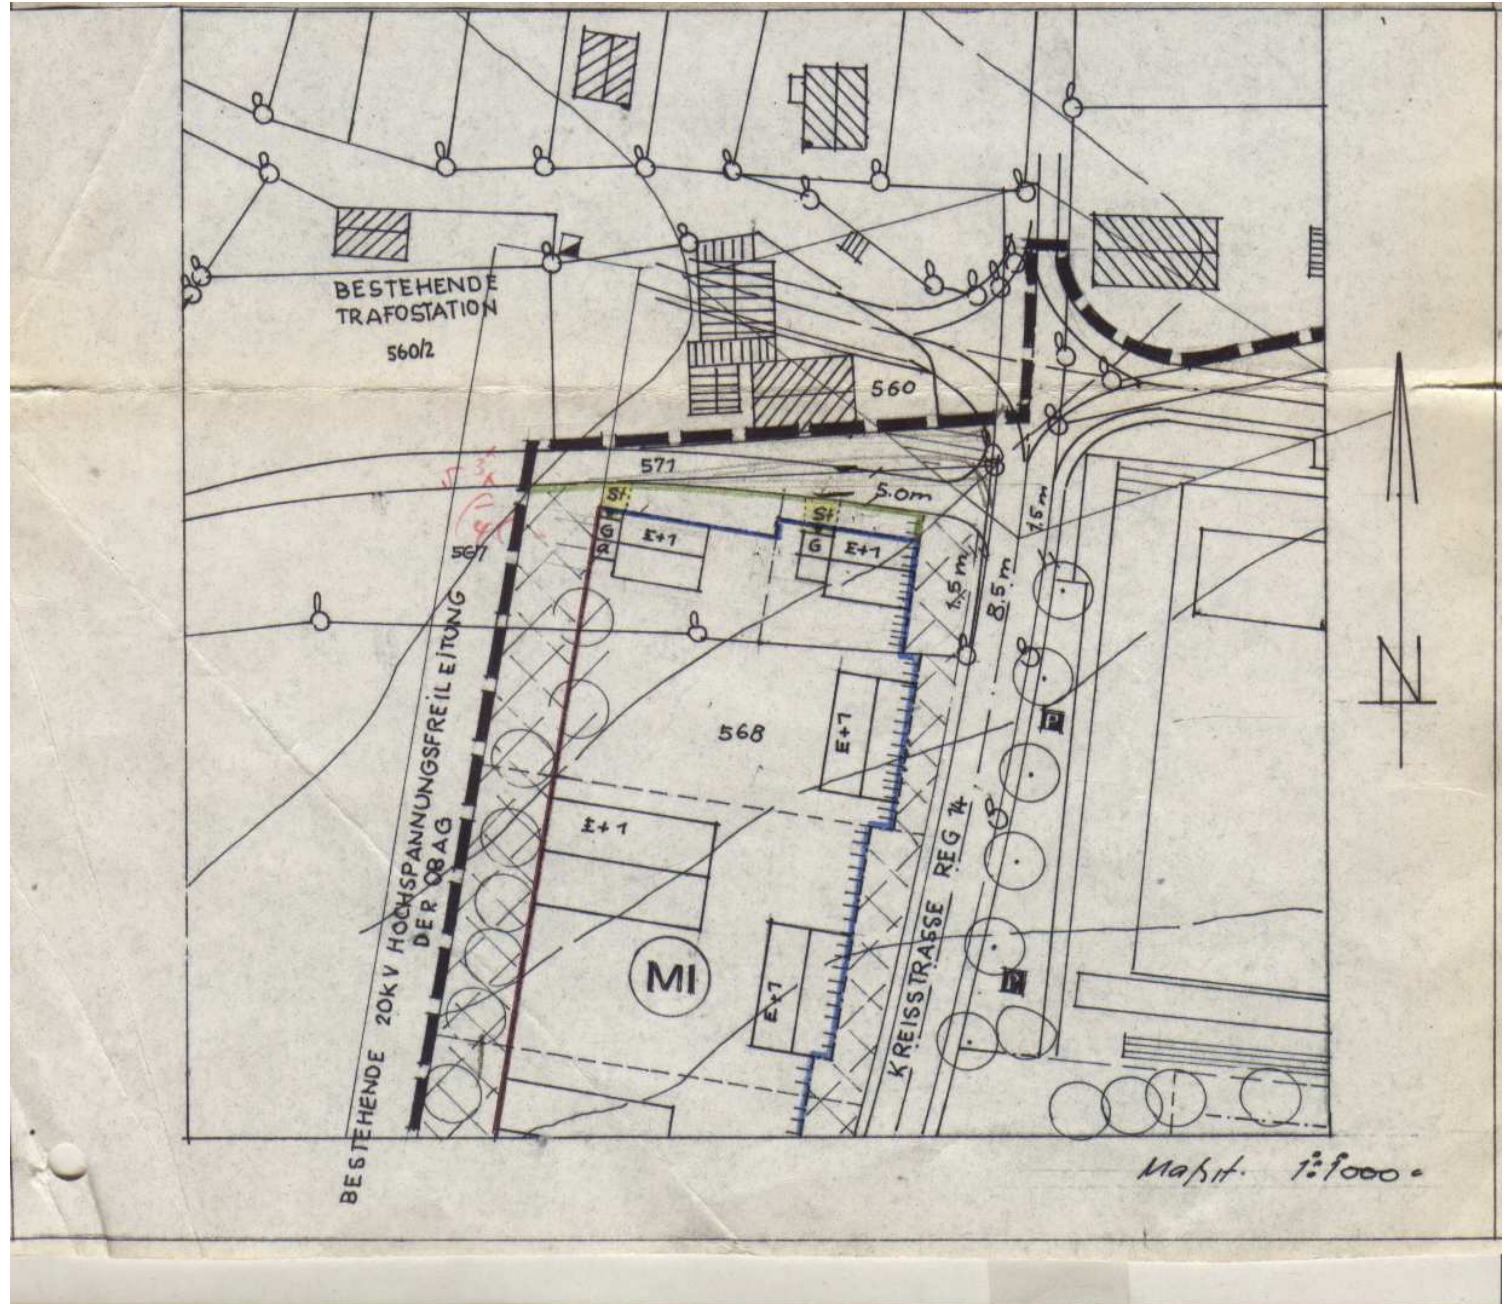 BESTEHENDE
TRAFOSTATION
560/2
560
571
5.0m
St
St
G
E+1
G
E+1
567
1.5m
8.5m
1.5m
568
E+1
P
E+1
MI
E+1
BESTEHENDE 20KV HOCHSPANNUNGSFREILEITUNG
DER OBAG
KREISSTRASSE REG 14
N
Maßst. 1:1000